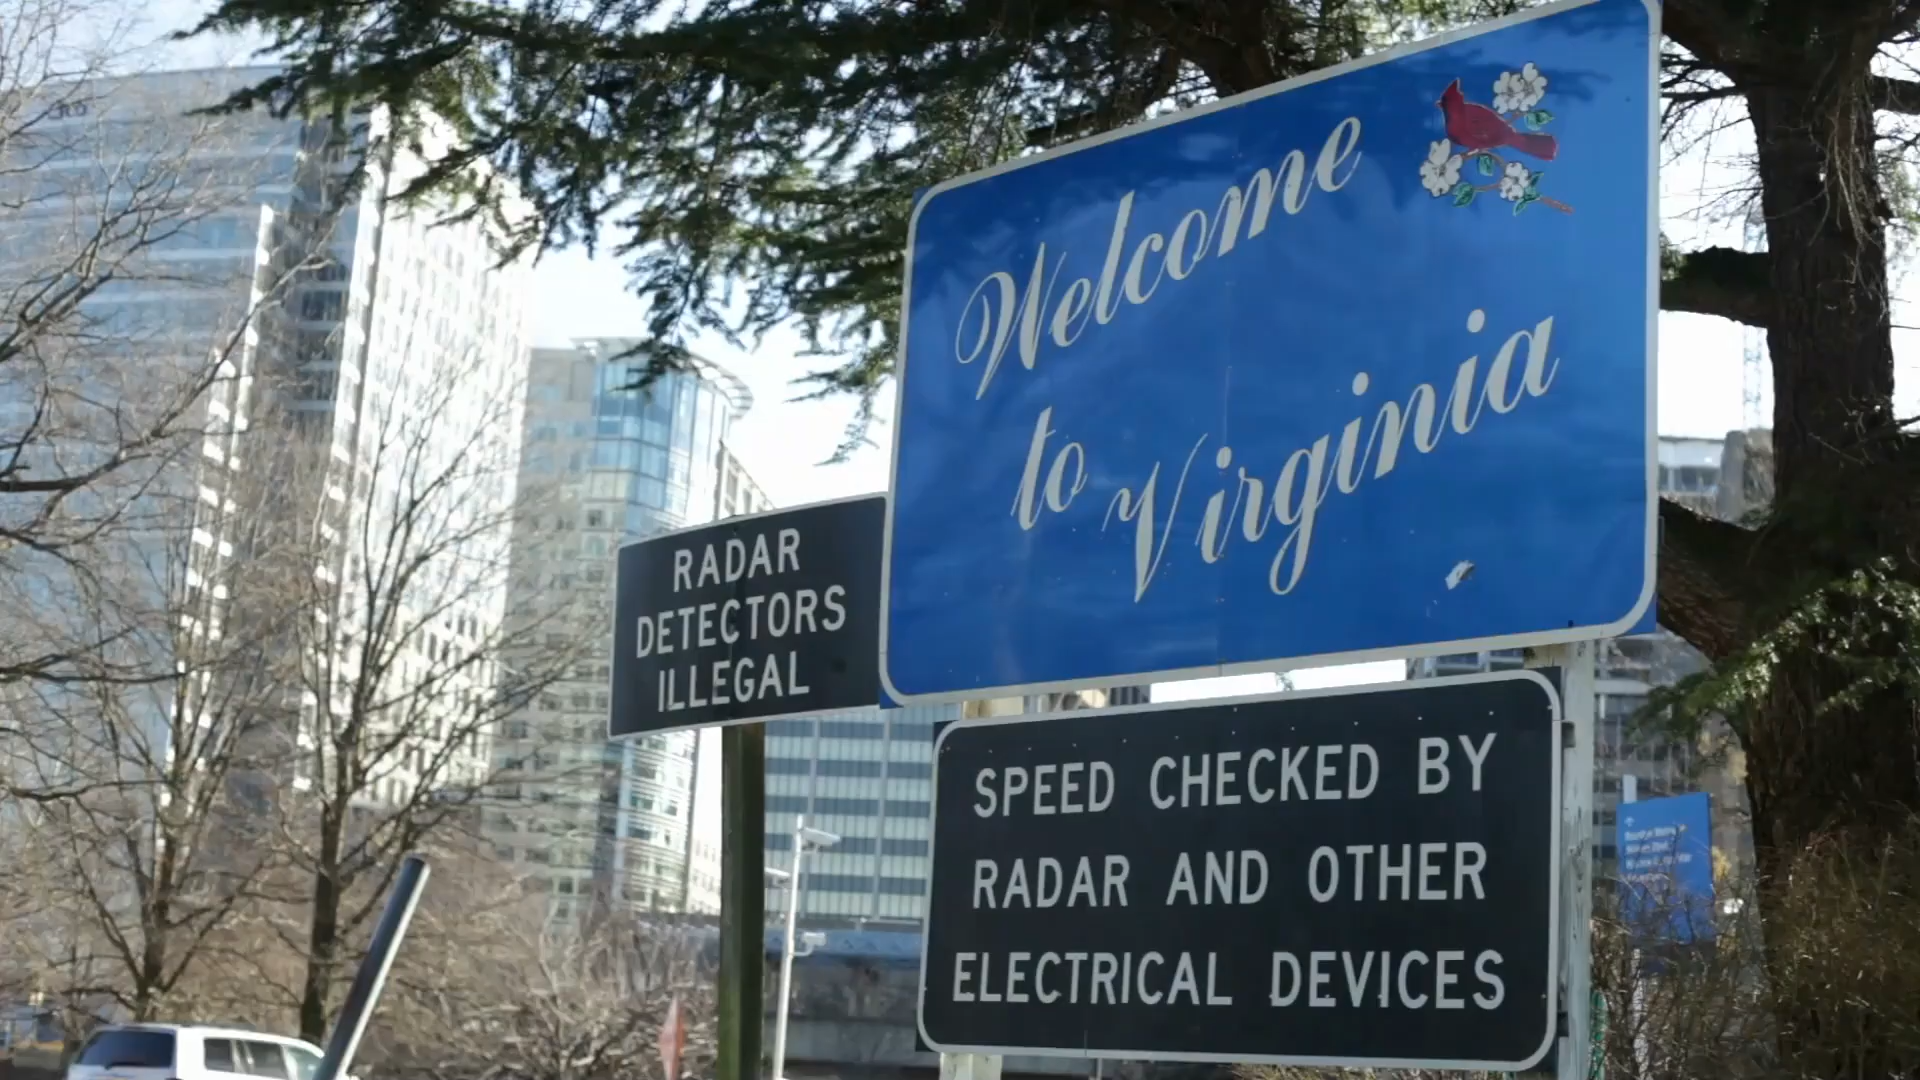 Welcome
to Virginia
RADAR
DETECTORS
ILLEGAL
SPEED CHECKED BY
RADAR AND OTHER
ELECTRICAL DEVICES